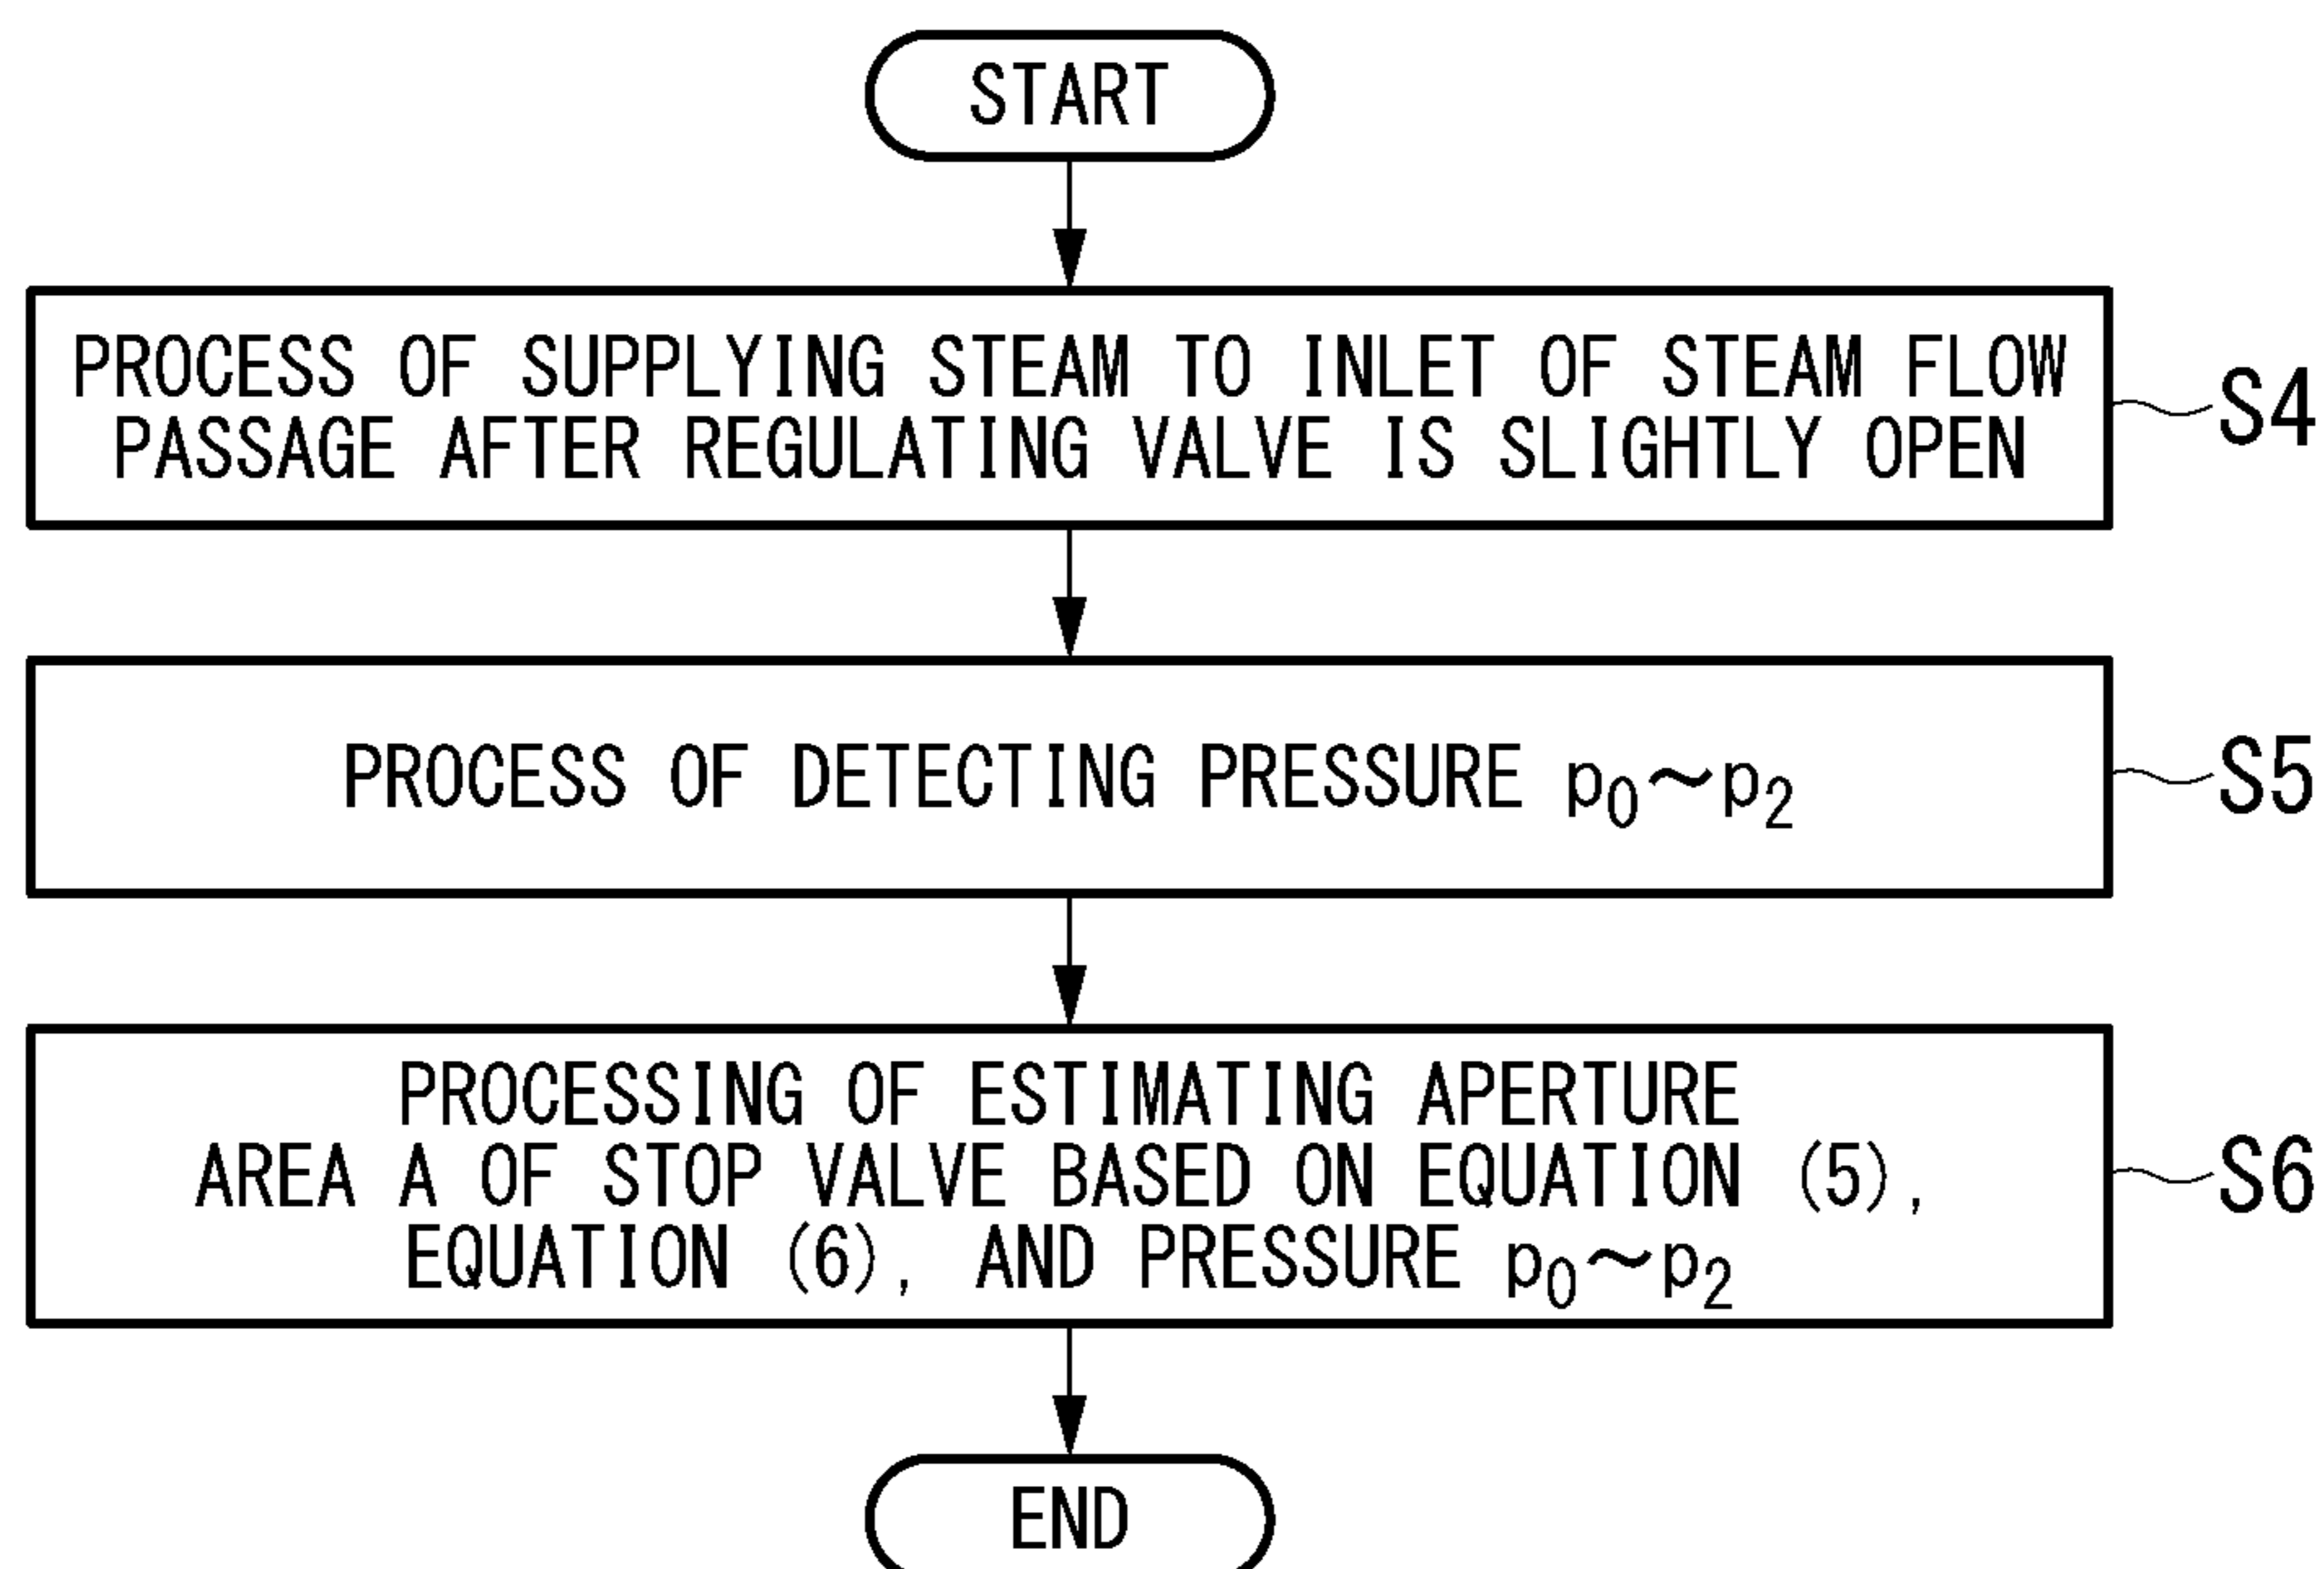 START
PROCESS OF SUPPLYING STEAM TO INLET OF STEAM FLOW
PASSAGE AFTER REGULATING VALVE IS SLIGHTLY OPEN
S4
PROCESS OF DETECTING PRESSURE p₀~p₂
S5
PROCESSING OF ESTIMATING APERTURE
AREA A OF STOP VALVE BASED ON EQUATION (5),
EQUATION (6), AND PRESSURE p₀~p₂
S6
END